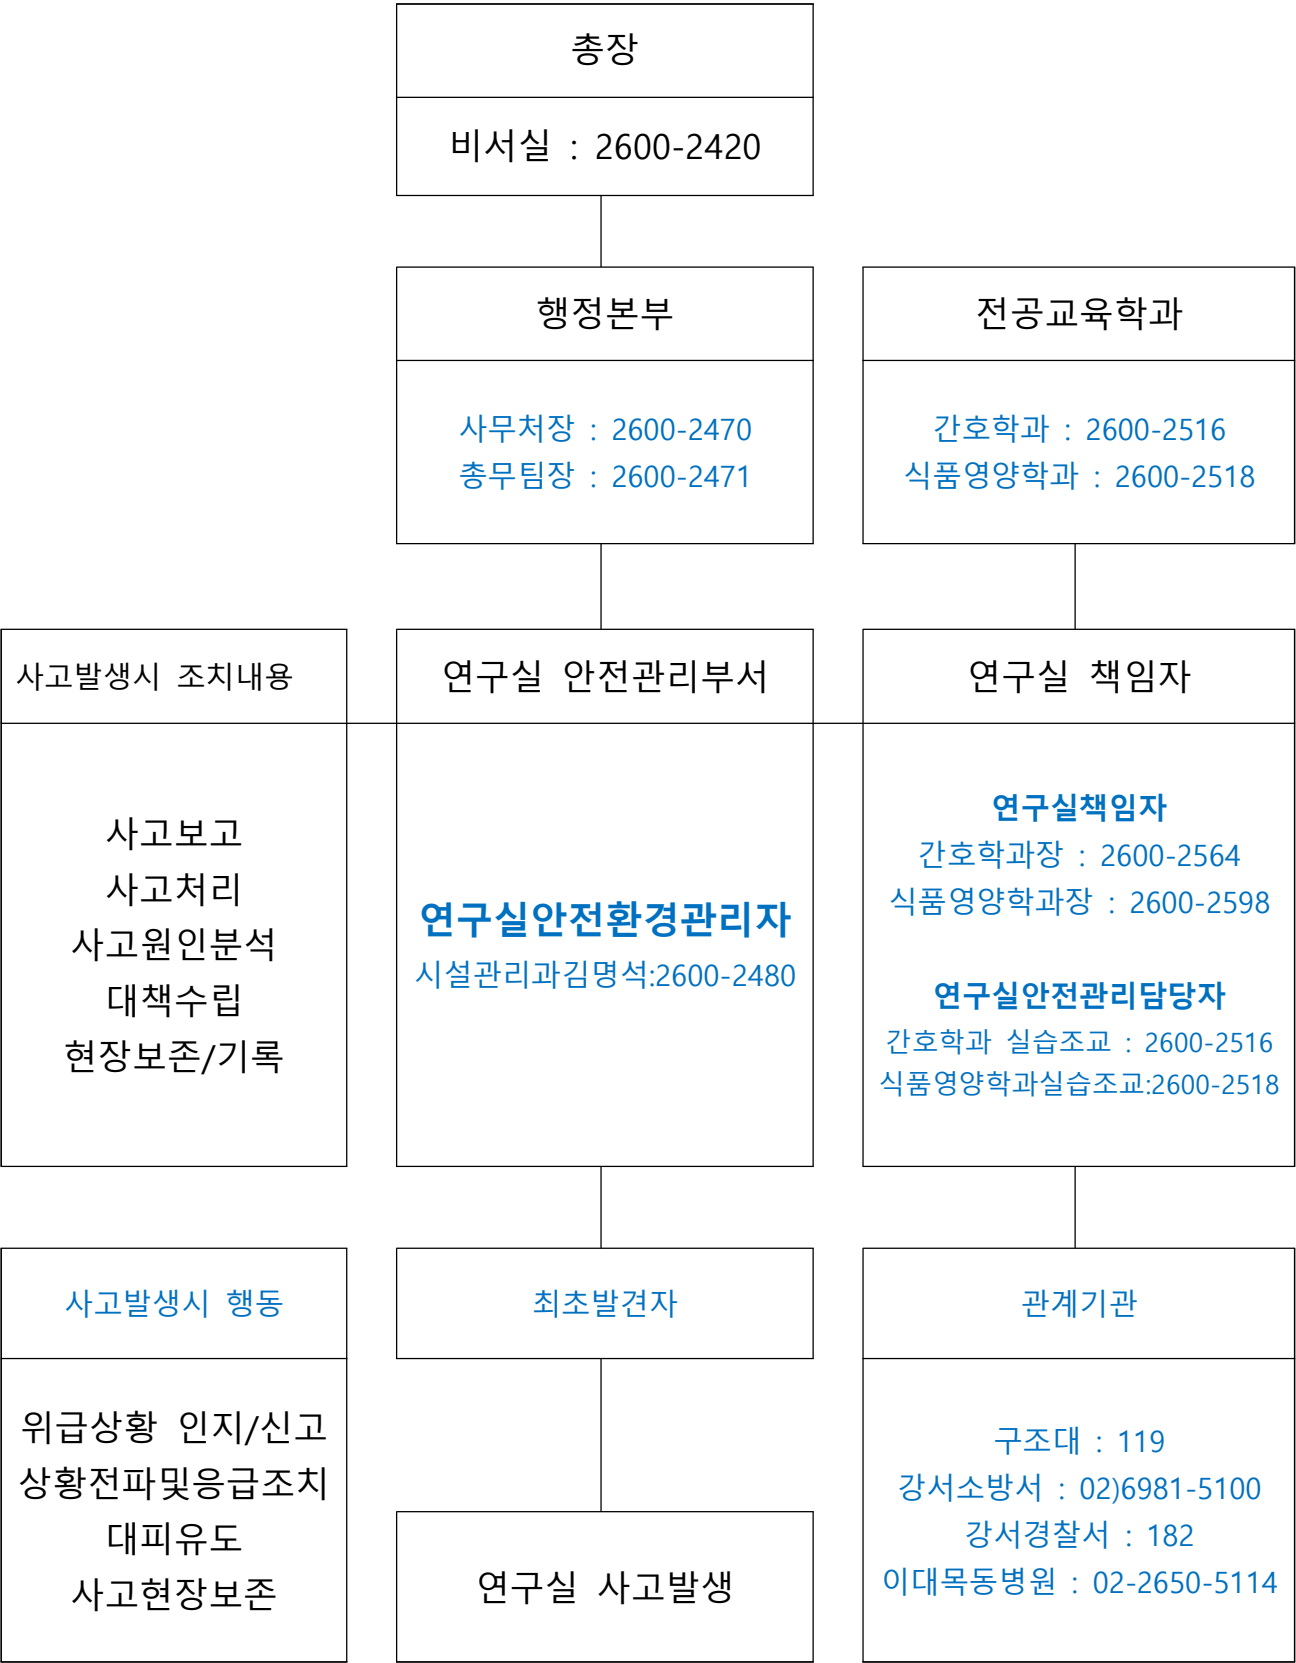 총장
비서실 : 2600-2420
행정본부
사무처장 : 2600-2470
총무팀장 : 2600-2471
전공교육학과
간호학과 : 2600-2516
식품영양학과 : 2600-2518
사고발생시 조치내용
사고보고
사고처리
사고원인분석
대책수립
현장보존/기록
연구실 안전관리부서
연구실안전환경관리자
시설관리과김명석:2600-2480
연구실 책임자
연구실책임자
간호학과장 : 2600-2564
식품영양학과장 : 2600-2598
연구실안전관리담당자
간호학과 실습조교 : 2600-2516
식품영양학과실습조교:2600-2518
사고발생시 행동
위급상황 인지/신고
상황전파및응급조치
대피유도
사고현장보존
최초발견자
연구실 사고발생
관계기관
구조대 : 119
강서소방서 : 02)6981-5100
강서경찰서 : 182
이대목동병원 : 02-2650-5114